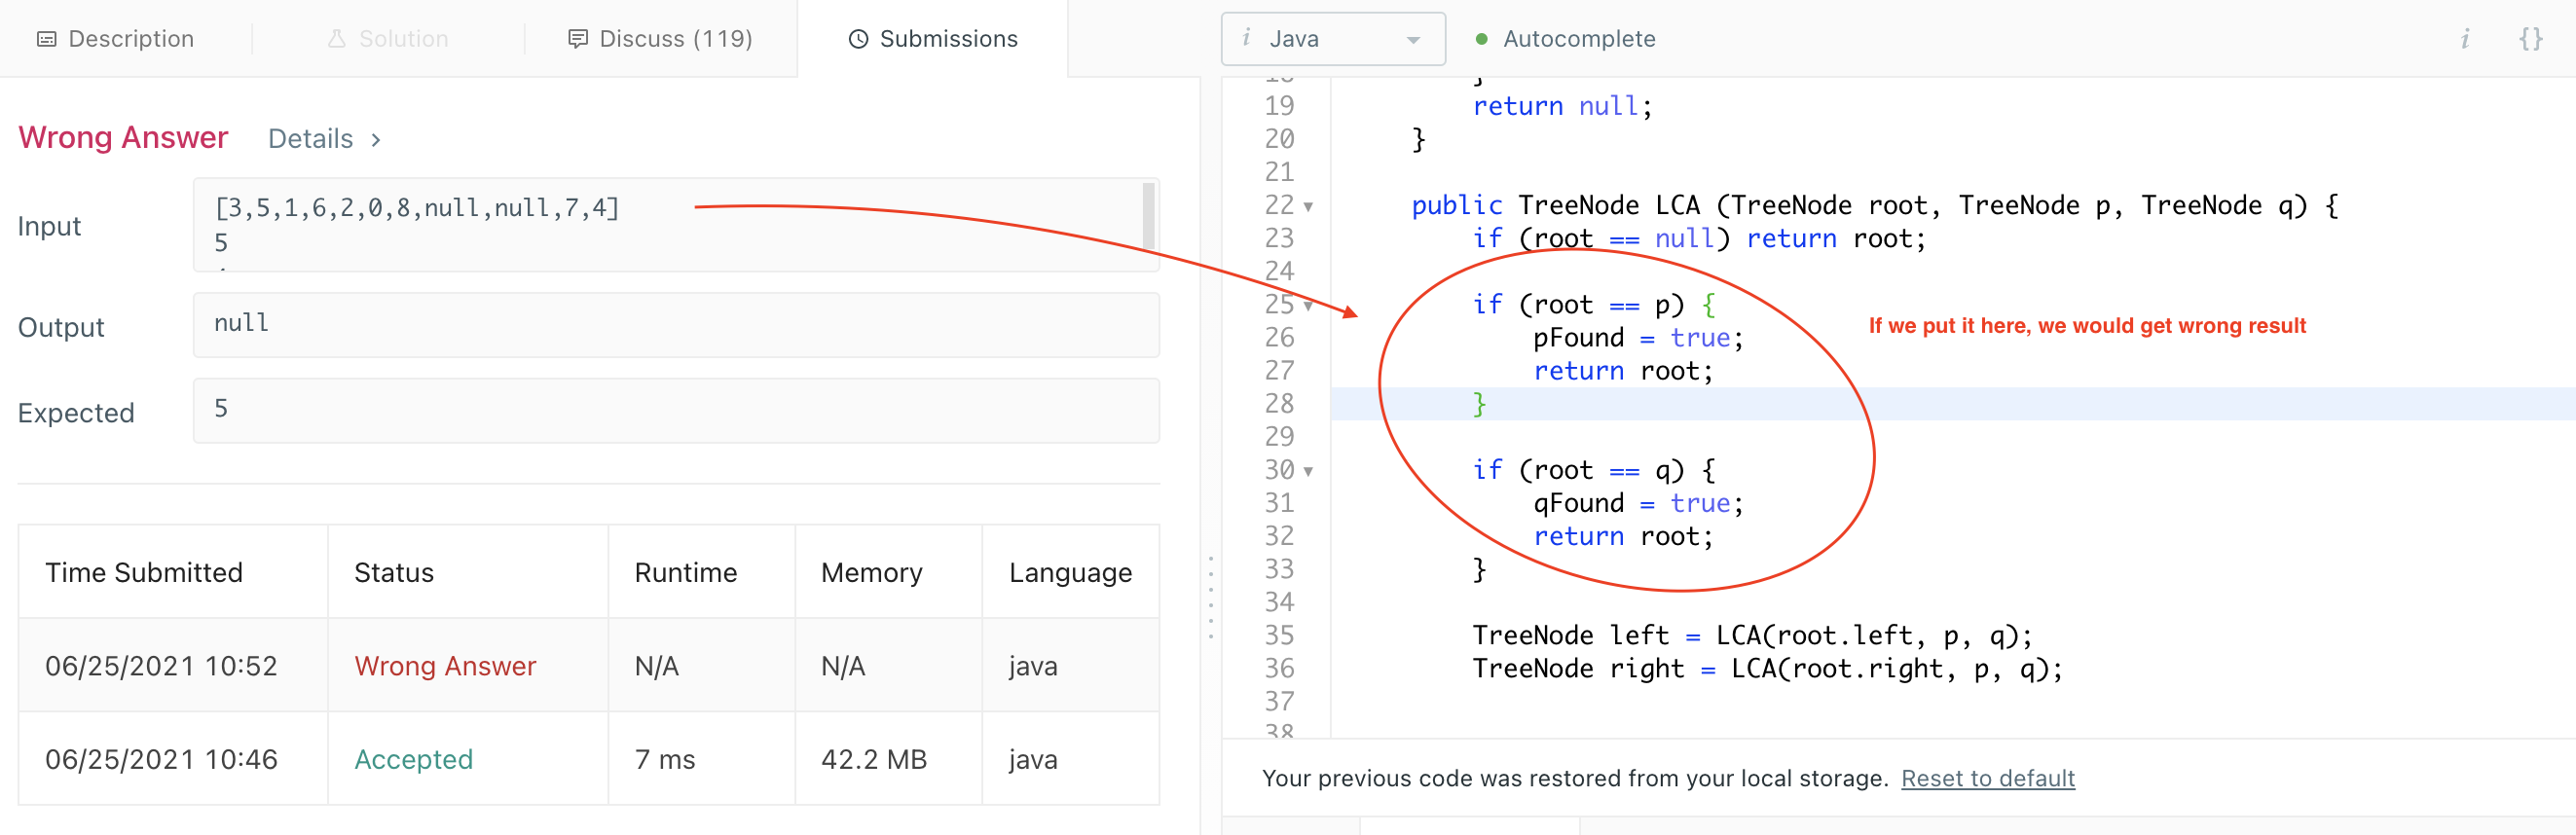 Description
Solution
Discuss (119)
Submissions
i Java
Autocomplete
i {}
Wrong Answer Details >
Input
[3,5,1,6,2,0,8,null,null,7,4]
5
Output
null
Expected
5
Time Submitted Status Runtime Memory Language
06/25/2021 10:52 Wrong Answer N/A N/A java
06/25/2021 10:46 Accepted 7 ms 42.2 MB java
}
19 return null;
20 }
21
22 public TreeNode LCA (TreeNode root, TreeNode p, TreeNode q) {
23 if (root == null) return root;
24
25 if (root == p) {
26 pFound = true;
27 return root;
28 }
29
30 if (root == q) {
31 qFound = true;
32 return root;
33 }
34
35 TreeNode left = LCA(root.left, p, q);
36 TreeNode right = LCA(root.right, p, q);
37
38
If we put it here, we would get wrong result
Your previous code was restored from your local storage. Reset to default